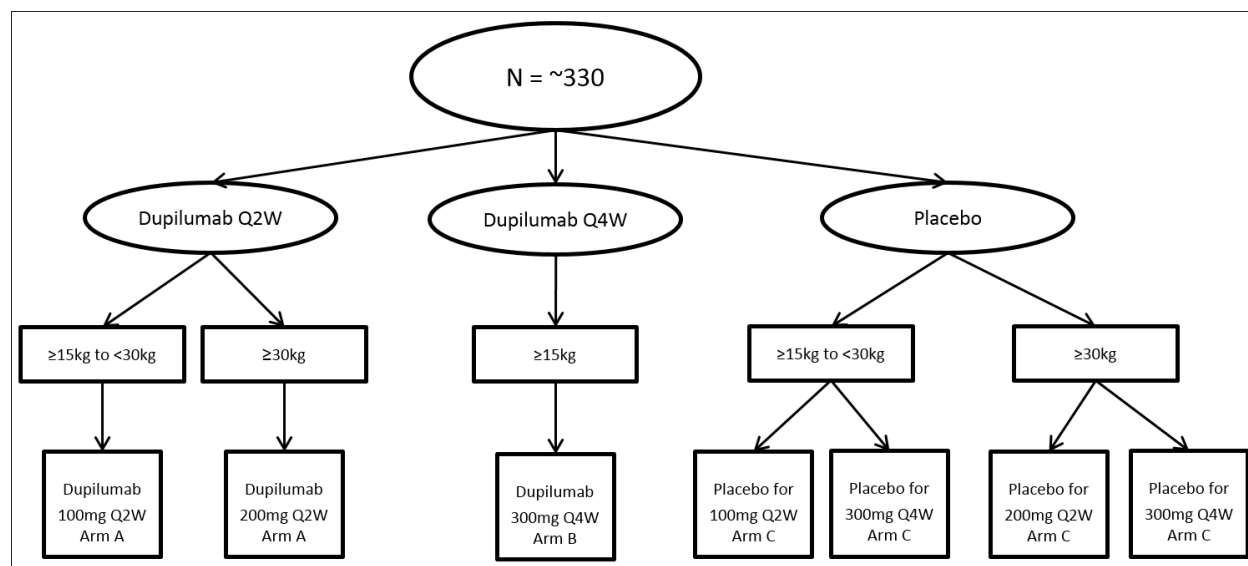 N = ~330
Dupilumab Q2W
Dupilumab Q4W
Placebo
≥15kg to <30kg
≥30kg
≥15kg
≥15kg to <30kg
≥30kg
Dupilumab
100mg Q2W
Arm A
Dupilumab
200mg Q2W
Arm A
Dupilumab
300mg Q4W
Arm B
Placebo for
100mg Q2W
Arm C
Placebo for
300mg Q4W
Arm C
Placebo for
200mg Q2W
Arm C
Placebo for
300mg Q4W
Arm C